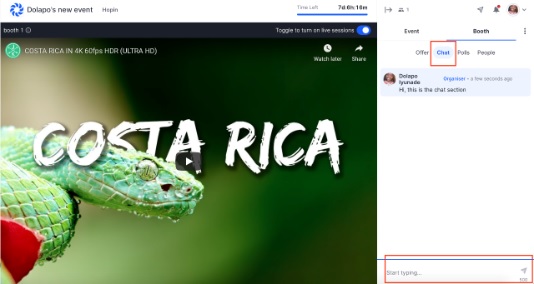 Dolapo's new event Hopin
Time Left 7d 6h 16m
1
booth 1
Toggle to turn on live sessions
COSTA RICA IN 4K 60fps HDR (ULTRA HD)
Watch later
Share
COSTA RICA
Event Booth
Offer Chat Polls People
Dolapo Iyunade
Organiser • a few seconds ago
Hi, this is the chat section
Start typing...